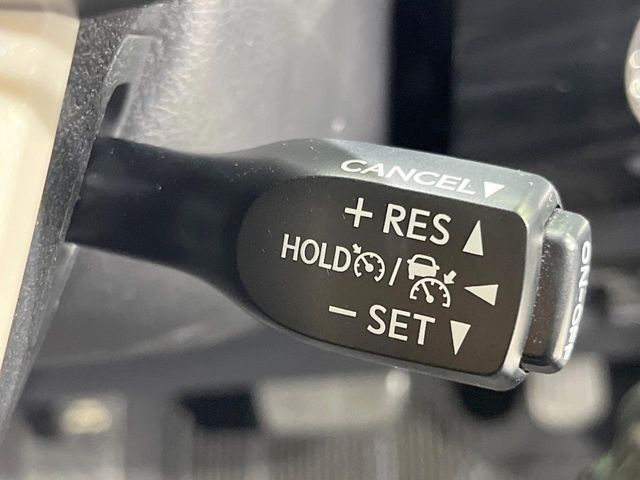 CANCEL▼
+ RES ▲
HOLD / ◀
- SET ▼
ON-OFF